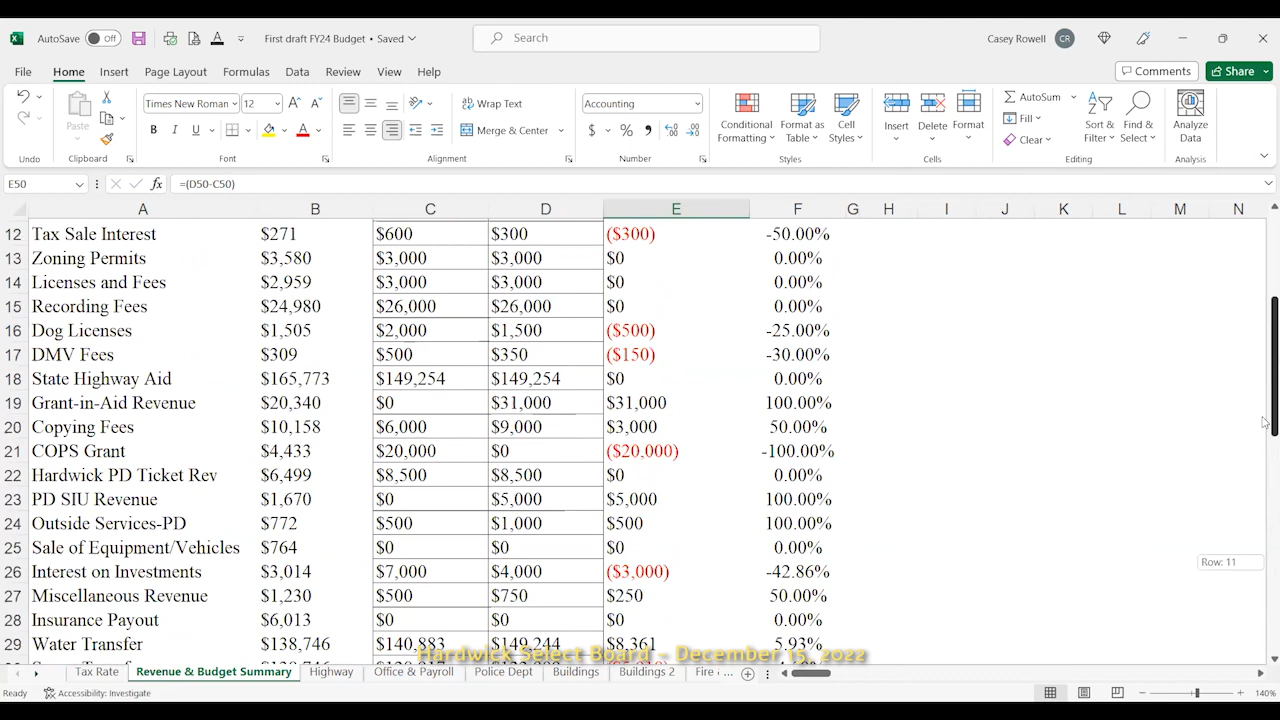 AutoSave Off First draft FY24 Budget • Saved Search Casey Rowell CR
File Home Insert Page Layout Formulas Data Review View Help Comments Share
Undo
Paste
Clipboard
Times New Roman 12
B I U
Font
Wrap Text
Merge & Center
Alignment
Accounting
$ % ,
Number
Conditional Formatting
Format as Table
Cell Styles
Styles
Insert
Delete
Format
Cells
AutoSum
Fill
Clear
Sort & Filter
Find & Select
Editing
Analyze Data
Analysis
E50 fx =(D50-C50)
A B C D E F G H I J K L M N
12 Tax Sale Interest $271 $600 $300 ($300) -50.00%
13 Zoning Permits $3,580 $3,000 $3,000 $0 0.00%
14 Licenses and Fees $2,959 $3,000 $3,000 $0 0.00%
15 Recording Fees $24,980 $26,000 $26,000 $0 0.00%
16 Dog Licenses $1,505 $2,000 $1,500 ($500) -25.00%
17 DMV Fees $309 $500 $350 ($150) -30.00%
18 State Highway Aid $165,773 $149,254 $149,254 $0 0.00%
19 Grant-in-Aid Revenue $20,340 $0 $31,000 $31,000 100.00%
20 Copying Fees $10,158 $6,000 $9,000 $3,000 50.00%
21 COPS Grant $4,433 $20,000 $0 ($20,000) -100.00%
22 Hardwick PD Ticket Rev $6,499 $8,500 $8,500 $0 0.00%
23 PD SIU Revenue $1,670 $0 $5,000 $5,000 100.00%
24 Outside Services-PD $772 $500 $1,000 $500 100.00%
25 Sale of Equipment/Vehicles $764 $0 $0 $0 0.00%
26 Interest on Investments $3,014 $7,000 $4,000 ($3,000) -42.86%
Row: 11
27 Miscellaneous Revenue $1,230 $500 $750 $250 50.00%
28 Insurance Payout $6,013 $0 $0 $0 0.00%
29 Water Transfer $138,746 $140,883 $149,244 $8,361 5.93%
Hardwick Select Board - December 15, 2022
Tax Rate Revenue & Budget Summary Highway Office & Payroll Police Dept Buildings Buildings 2 Fire ...
Ready Accessibility: Investigate 140%